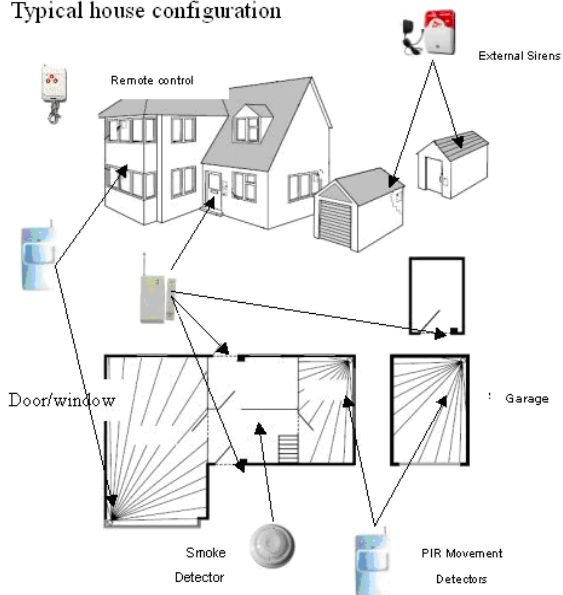 Typical house configuration
External Sirens
Remote control
Door/window
: Garage
Smoke
Detector
PIR Movement
Detectors